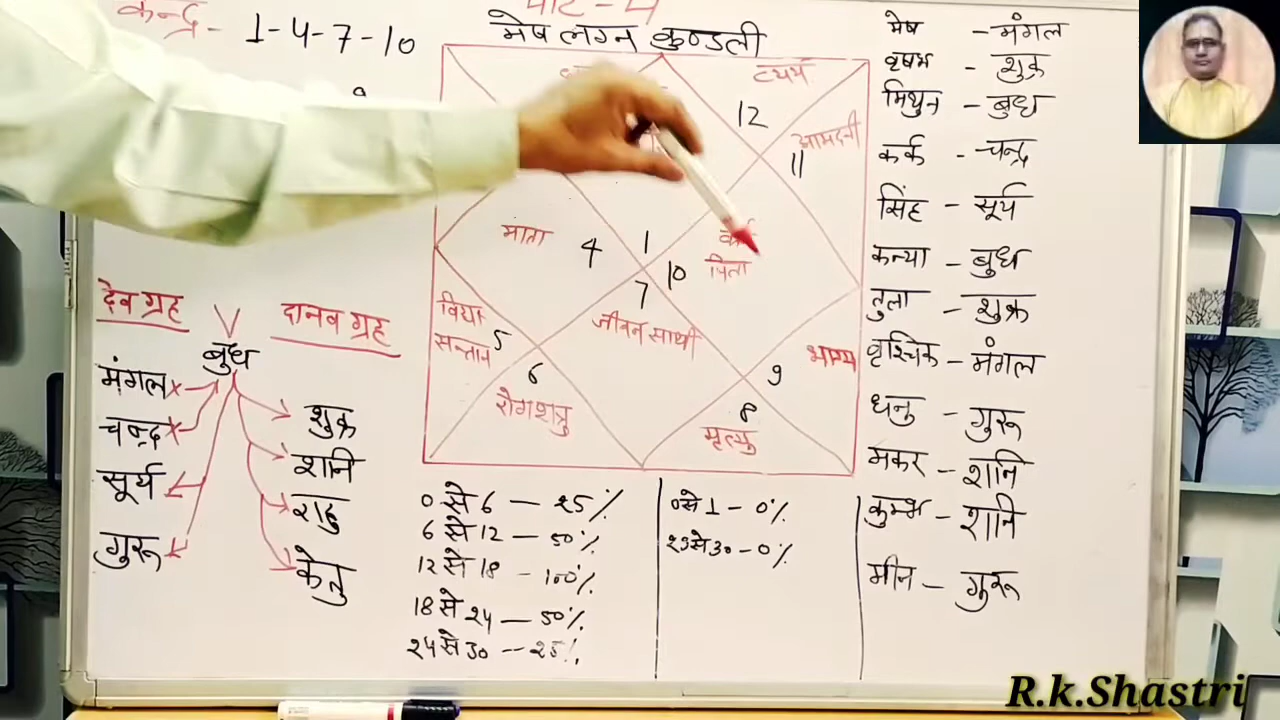 केन्द्र- 1-4-7-10
पाट-4
मेष लग्न कुण्डली
व्यय
12
आमदनी
11
माता
4
1
कर्म
पिता
10
7
जीवन साथी
विद्या
सन्तान
5
6
रोग शत्रु
भाग्य
9
8
मृत्यु
देव ग्रह
दानव ग्रह
बुध
मंगल
चन्द्र
सूर्य
गुरू
शुक्र
शनि
राहु
केतु
0 से 6 - 25%
6 से 12 - 50%
12 से 18 - 100%
18 से 24 - 50%
24 से 30 - 25%
0 से 1 - 0%
29 से 30 - 0%
मेष - मंगल
वृषभ - शुक्र
मिथुन - बुध
कर्क - चन्द्र
सिंह - सूर्य
कन्या - बुध
तुला - शुक्र
वृश्चिक - मंगल
धनु - गुरू
मकर - शनि
कुम्भ - शनि
मीन - गुरू
R.k.Shastri